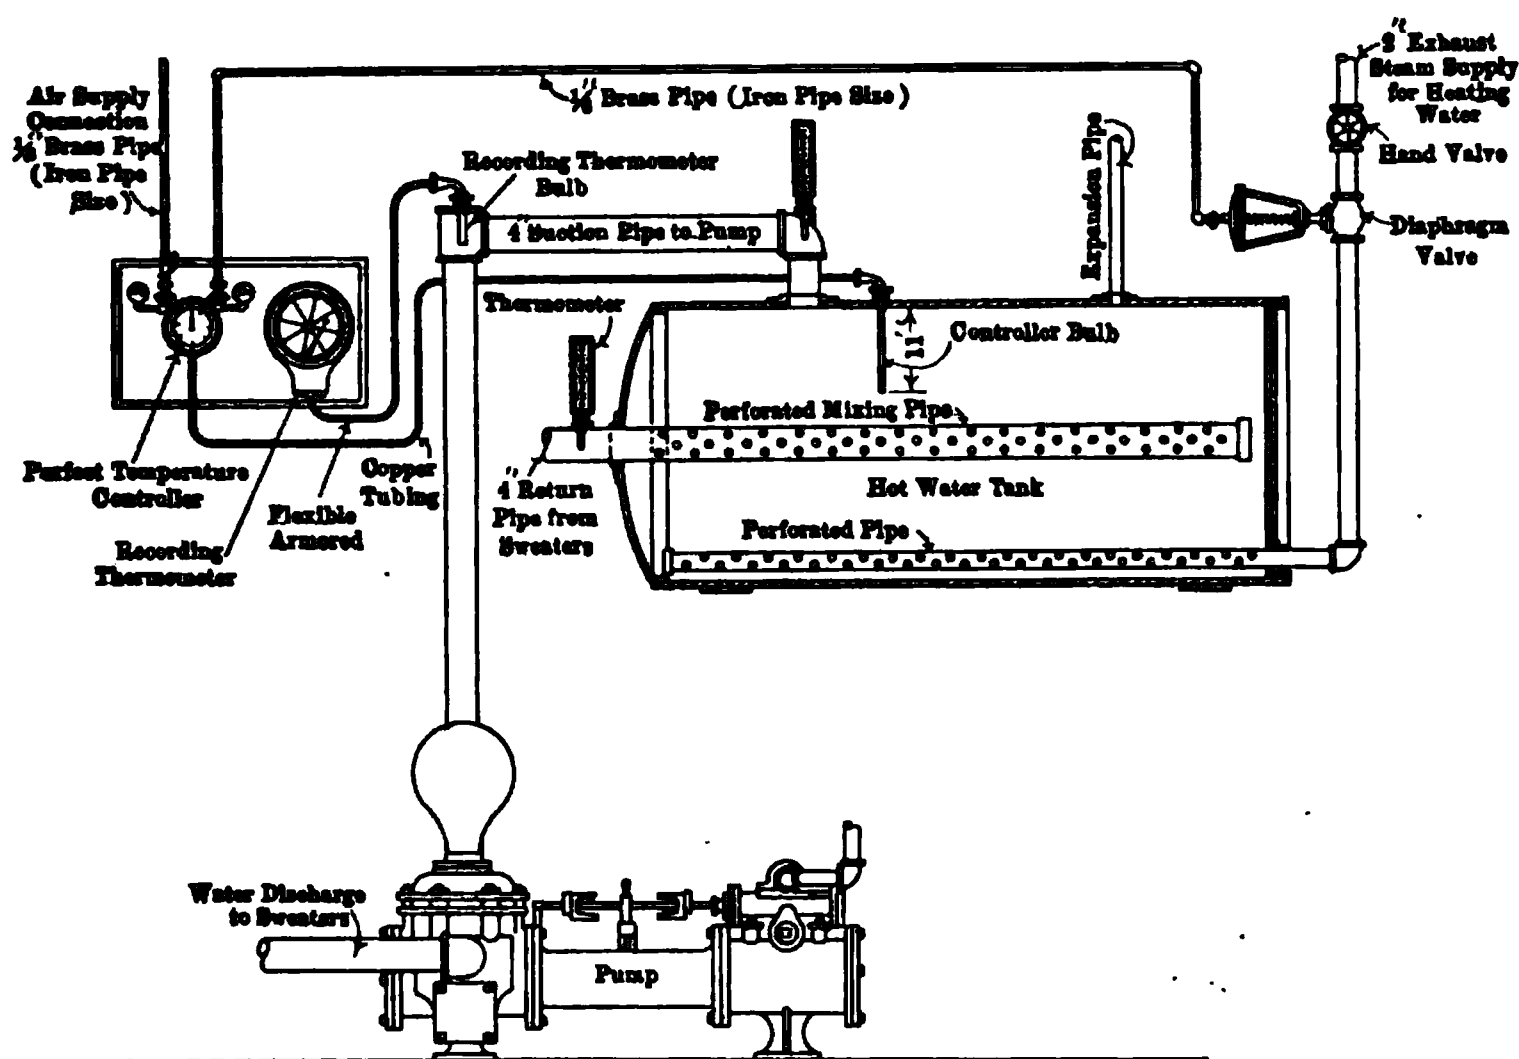 Air Supply
Connection
⅛" Brass Pipe
(Iron Pipe
Size)
⅛" Brass Pipe (Iron Pipe Size)
Recording Thermometer
Bulb
4" Suction Pipe to Pump
Expansion Pipe
2" Exhaust
Steam Supply
for Heating
Water
Hand Valve
Diaphragm
Valve
Thermometer
11"
Controller Bulb
Perforated Mixing Pipe
Hot Water Tank
Perforated Pipe
4" Return
Pipe from
Sweaters
Perfect Temperature
Controller
Recording
Thermometer
Flexible
Armored
Copper
Tubing
Water Discharge
to Sweaters
Pump